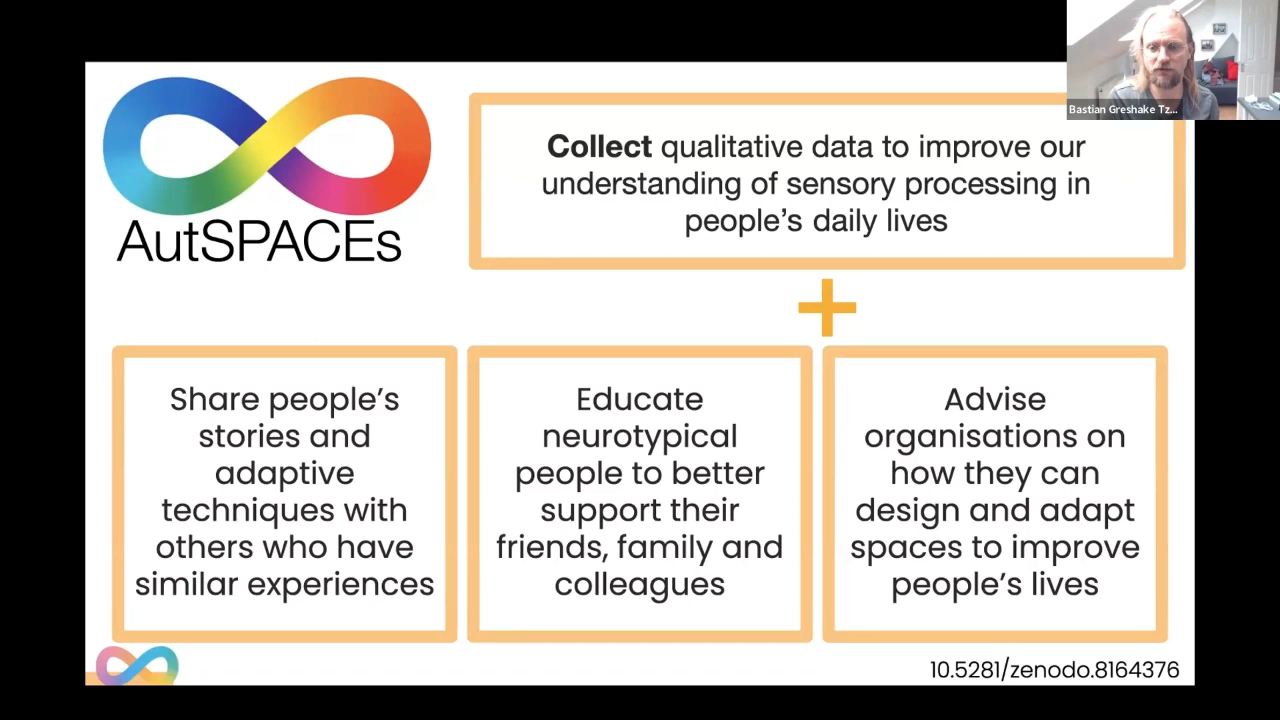 Bastian Greshake Tz...
AutSPACEs
Collect qualitative data to improve our
understanding of sensory processing in
people's daily lives
+
Share people's
stories and
adaptive
techniques with
others who have
similar experiences
Educate
neurotypical
people to better
support their
friends, family and
colleagues
Advise
organisations on
how they can
design and adapt
spaces to improve
people's lives
10.5281/zenodo.8164376